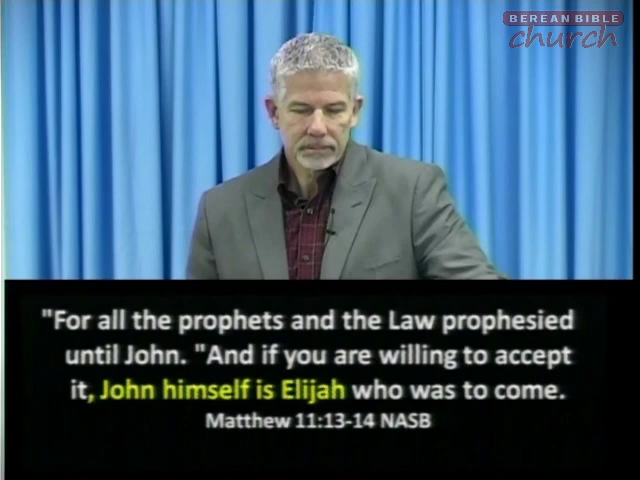 BEREAN BIBLE
church
"For all the prophets and the Law prophesied
until John. "And if you are willing to accept
it, John himself is Elijah who was to come.
Matthew 11:13-14 NASB